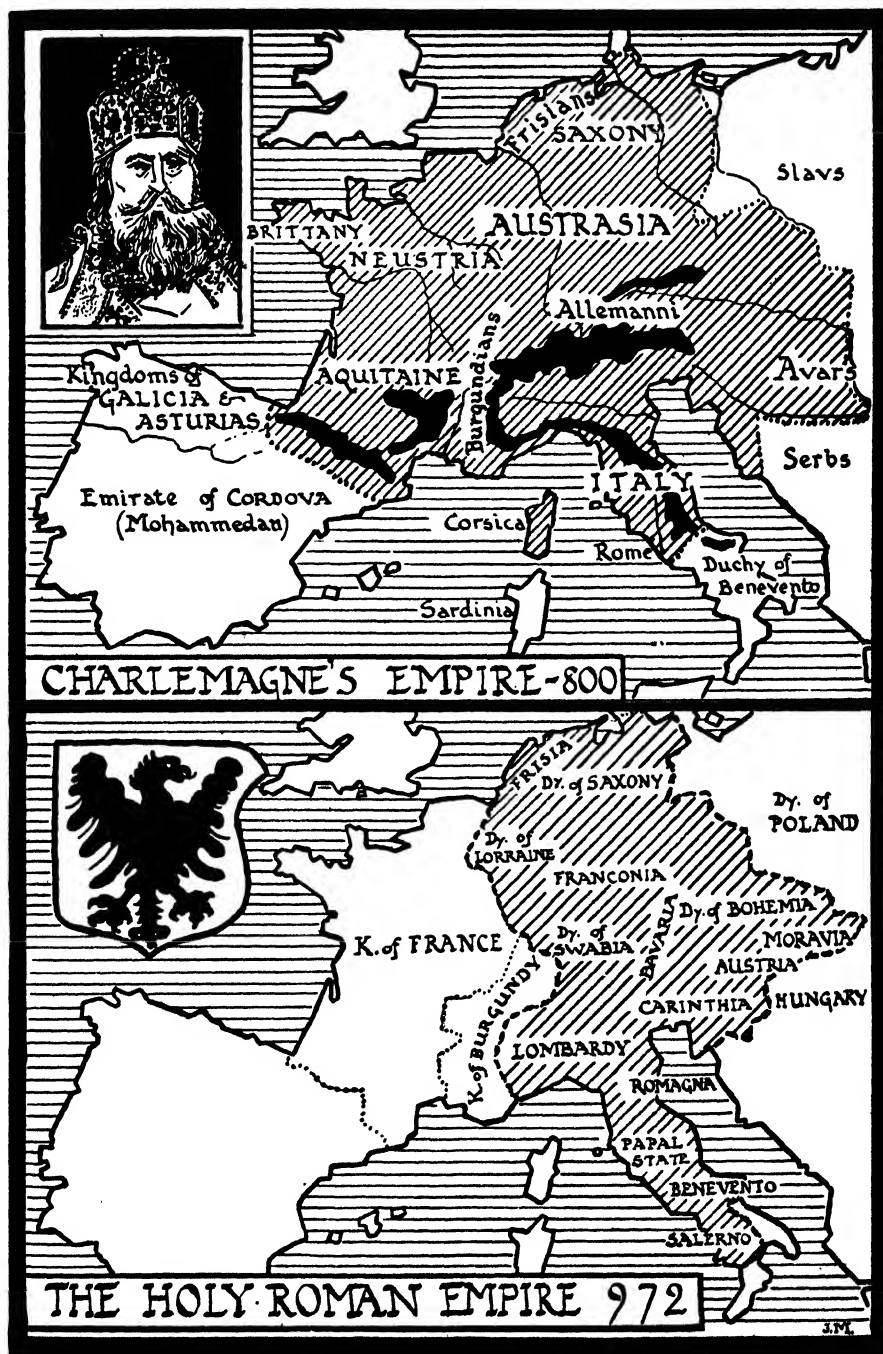 Frisians
SAXONY
Slavs
BRITTANY
NEUSTRIA
AUSTRASIA
Allemanni
Burgundians
Kingdoms of
GALICIA &
ASTURIAS
AQUITAINE
Avars
Serbs
ITALY
Emirate of CORDOVA
(Mohammedan)
Corsica
Rome
Duchy of
Benevento
Sardinia
CHARLEMAGNE'S EMPIRE-800
FRISIA
Dy. of SAXONY
Dy. of
POLAND
Dy. of
LORRAINE
FRANCONIA
Dy. of BOHEMIA
K. of FRANCE
Dy. of
SWABIA
BAVARIA
MORAVIA
AUSTRIA
K. of BURGUNDY
CARINTHIA
HUNGARY
LOMBARDY
ROMAGNA
PAPAL
STATE
BENEVENTO
SALERNO
THE HOLY ROMAN EMPIRE 972
J.M.